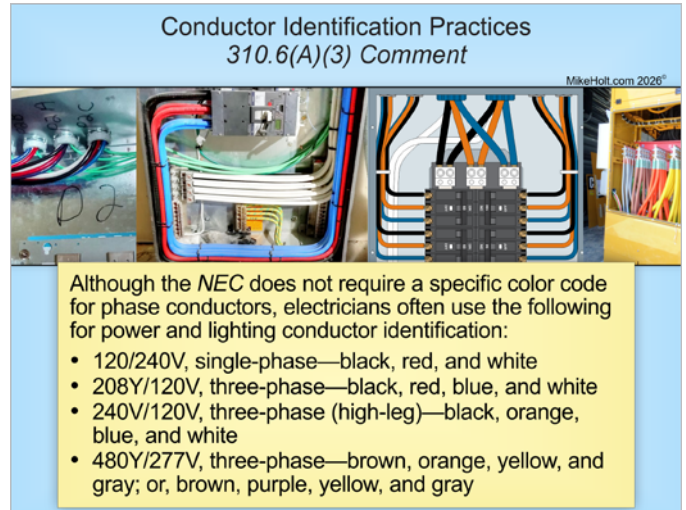 Conductor Identification Practices
310.6(A)(3) Comment
MikeHolt.com 2026©
D2
Although the NEC does not require a specific color code
for phase conductors, electricians often use the following
for power and lighting conductor identification:
• 120/240V, single-phase—black, red, and white
• 208Y/120V, three-phase—black, red, blue, and white
• 240V/120V, three-phase (high-leg)—black, orange,
blue, and white
• 480Y/277V, three-phase—brown, orange, yellow, and
gray; or, brown, purple, yellow, and gray